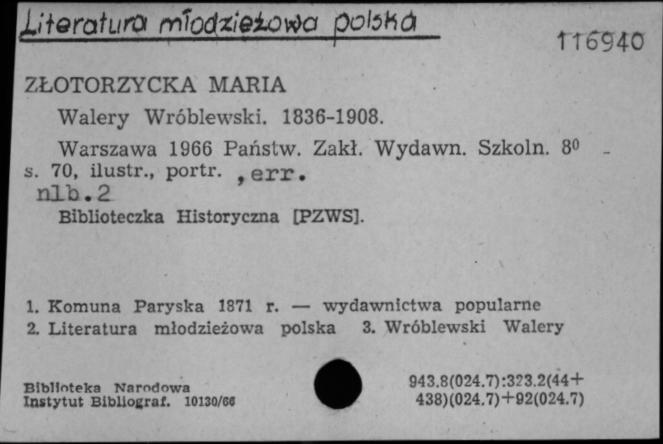 Literatura młodzieżowa polska
116940
ZŁOTORZYCKA MARIA
Walery Wróblewski. 1836-1908.
Warszawa 1966 Państw. Zakł. Wydawn. Szkoln. 8⁰
s. 70, ilustr., portr. , err.
nlb.2
Biblioteczka Historyczna [PZWS].
1. Komuna Paryska 1871 r. — wydawnictwa popularne
2. Literatura młodzieżowa polska 3. Wróblewski Walery
Biblioteka Narodowa
Instytut Bibliograf. 10130/66
943.8(024.7):323.2(44+
438)(024.7)+92(024.7)